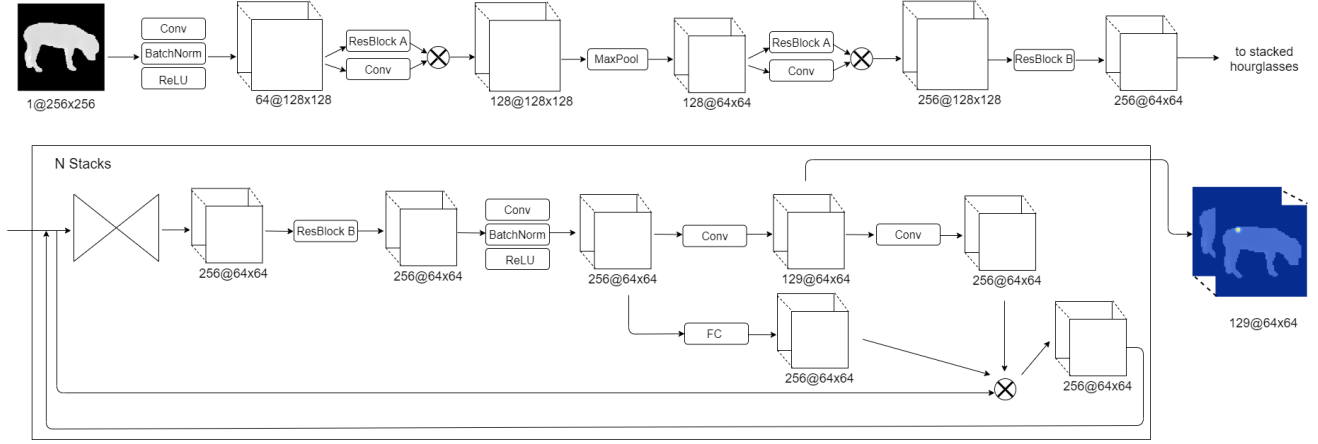 Conv
BatchNorm
ReLU
1@256x256
64@128x128
ResBlock A
Conv
128@128x128
MaxPool
128@64x64
ResBlock A
Conv
256@128x128
ResBlock B
256@64x64
to stacked
hourglasses
N Stacks
256@64x64
ResBlock B
256@64x64
Conv
BatchNorm
ReLU
256@64x64
Conv
129@64x64
Conv
256@64x64
129@64x64
FC
256@64x64
256@64x64